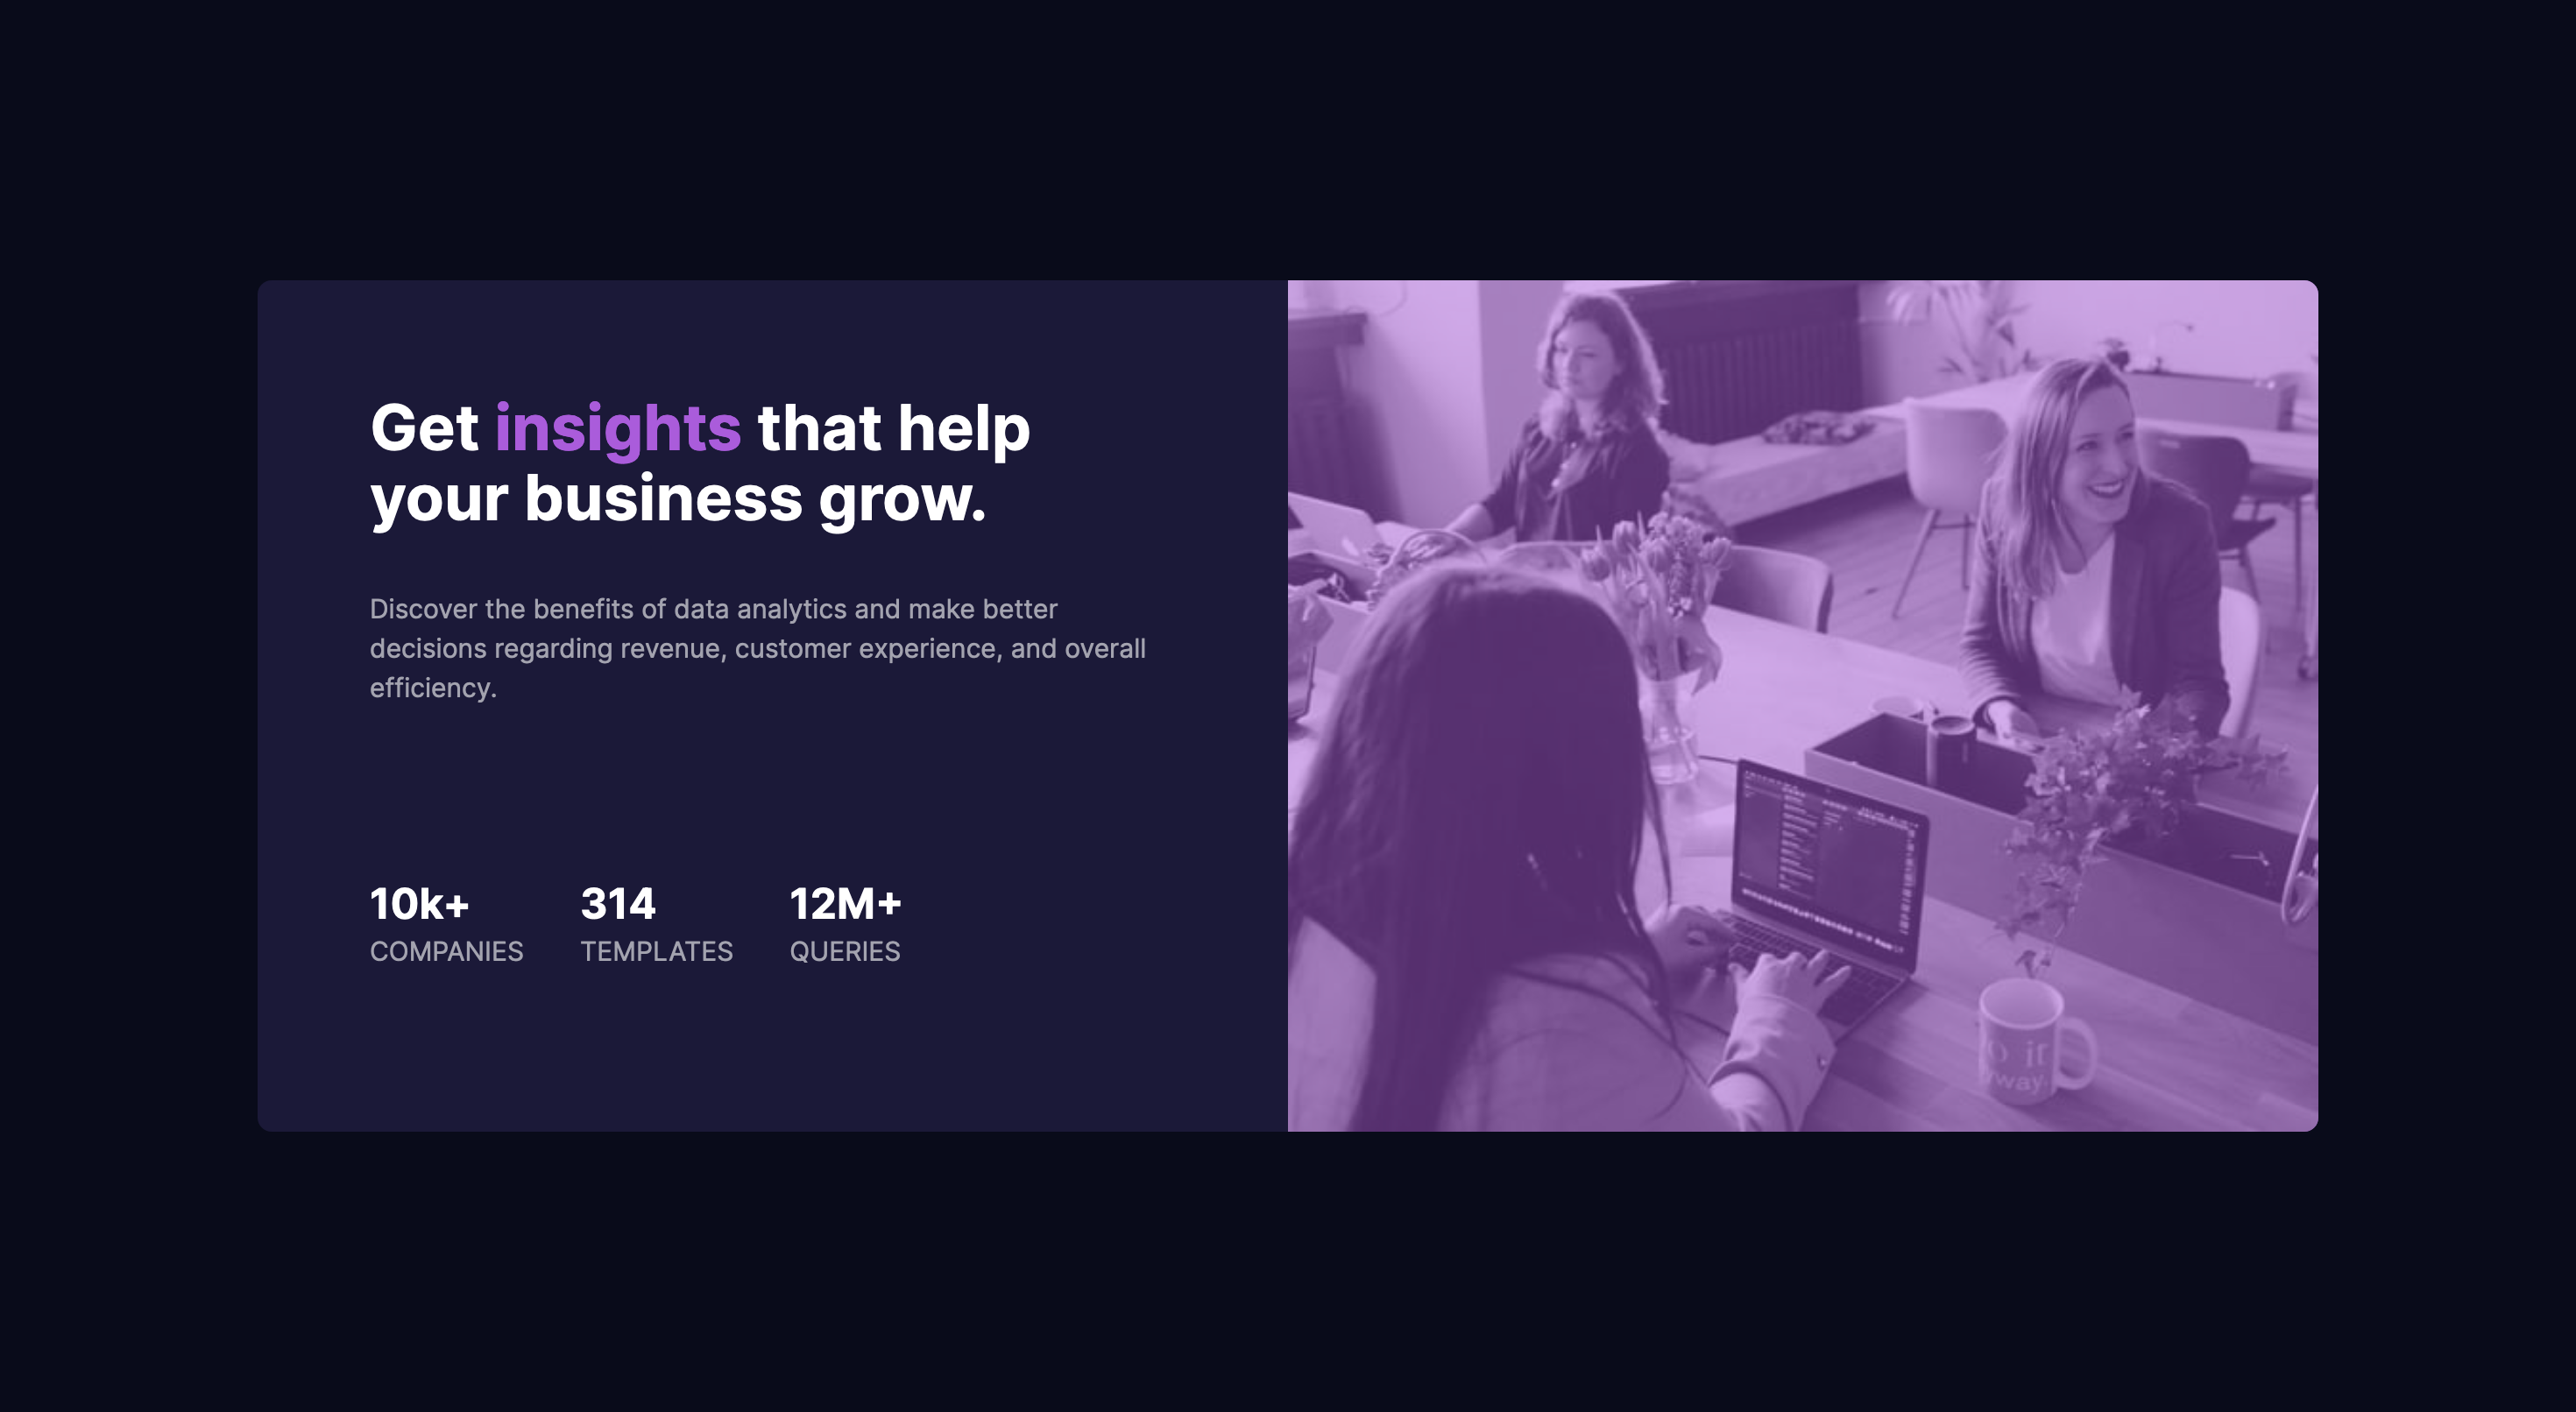 Get insights that help
your business grow.
Discover the benefits of data analytics and make better
decisions regarding revenue, customer experience, and overall
efficiency.
10k+ 314 12M+
COMPANIES TEMPLATES QUERIES